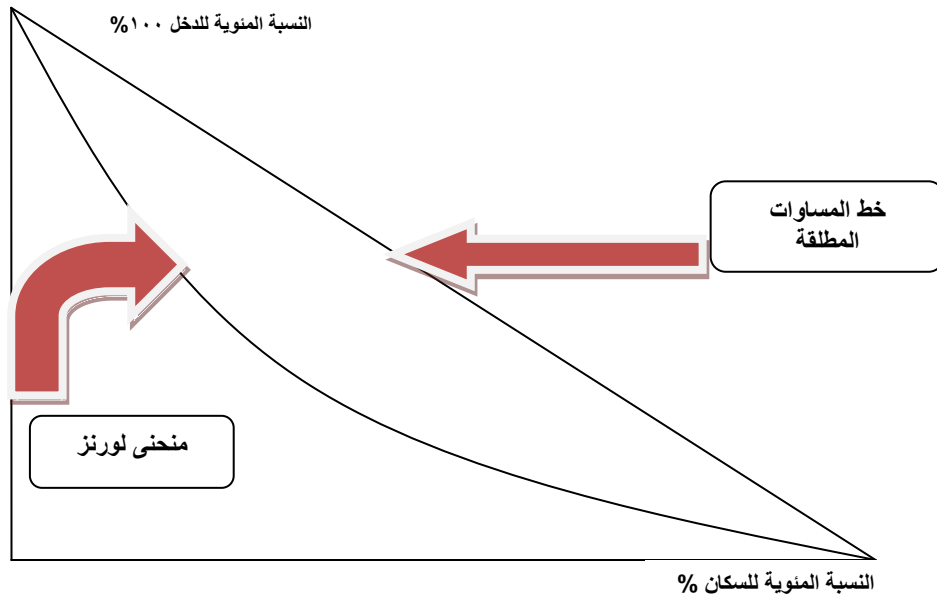 النسبة المئوية للدخل ١٠٠%
خط المساوات
المطلقة
منحنى لورنز
النسبة المئوية للسكان %